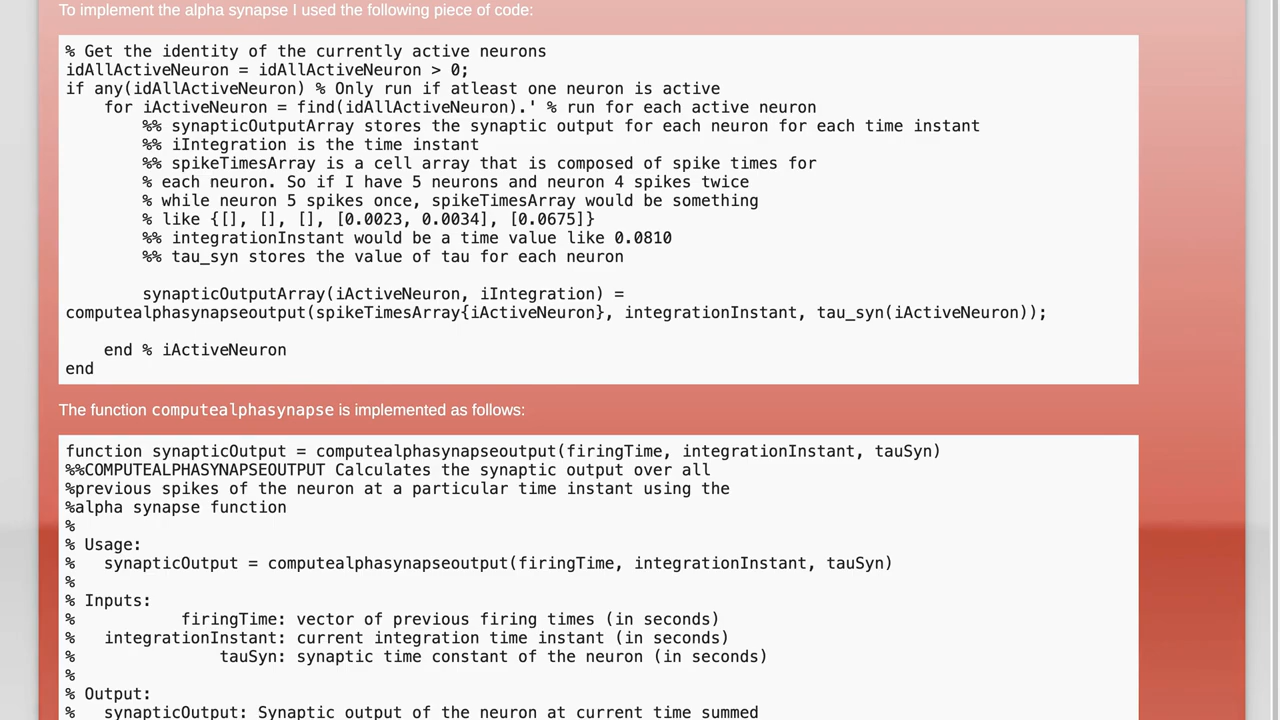 To implement the alpha synapse I used the following piece of code:
% Get the identity of the currently active neurons
idAllActiveNeuron = idAllActiveNeuron > 0;
if any(idAllActiveNeuron) % Only run if atleast one neuron is active
    for iActiveNeuron = find(idAllActiveNeuron).' % run for each active neuron
        %% synapticOutputArray stores the synaptic output for each neuron for each time instant
        %% iIntegration is the time instant
        %% spikeTimesArray is a cell array that is composed of spike times for
        % each neuron. So if I have 5 neurons and neuron 4 spikes twice
        % while neuron 5 spikes once, spikeTimesArray would be something
        % like {[], [], [], [0.0023, 0.0034], [0.0675]}
        %% integrationInstant would be a time value like 0.0810
        %% tau_syn stores the value of tau for each neuron
        synapticOutputArray(iActiveNeuron, iIntegration) =
computealphasynapseoutput(spikeTimesArray{iActiveNeuron}, integrationInstant, tau_syn(iActiveNeuron));
    end % iActiveNeuron
end
The function computealphasynapse is implemented as follows:
function synapticOutput = computealphasynapseoutput(firingTime, integrationInstant, tauSyn)
%%COMPUTEALPHASYNAPSEOUTPUT Calculates the synaptic output over all
%previous spikes of the neuron at a particular time instant using the
%alpha synapse function
%
% Usage:
%   synapticOutput = computealphasynapseoutput(firingTime, integrationInstant, tauSyn)
%
% Inputs:
%           firingTime: vector of previous firing times (in seconds)
%   integrationInstant: current integration time instant (in seconds)
%               tauSyn: synaptic time constant of the neuron (in seconds)
%
% Output:
%   synapticOutput: Synaptic output of the neuron at current time summed